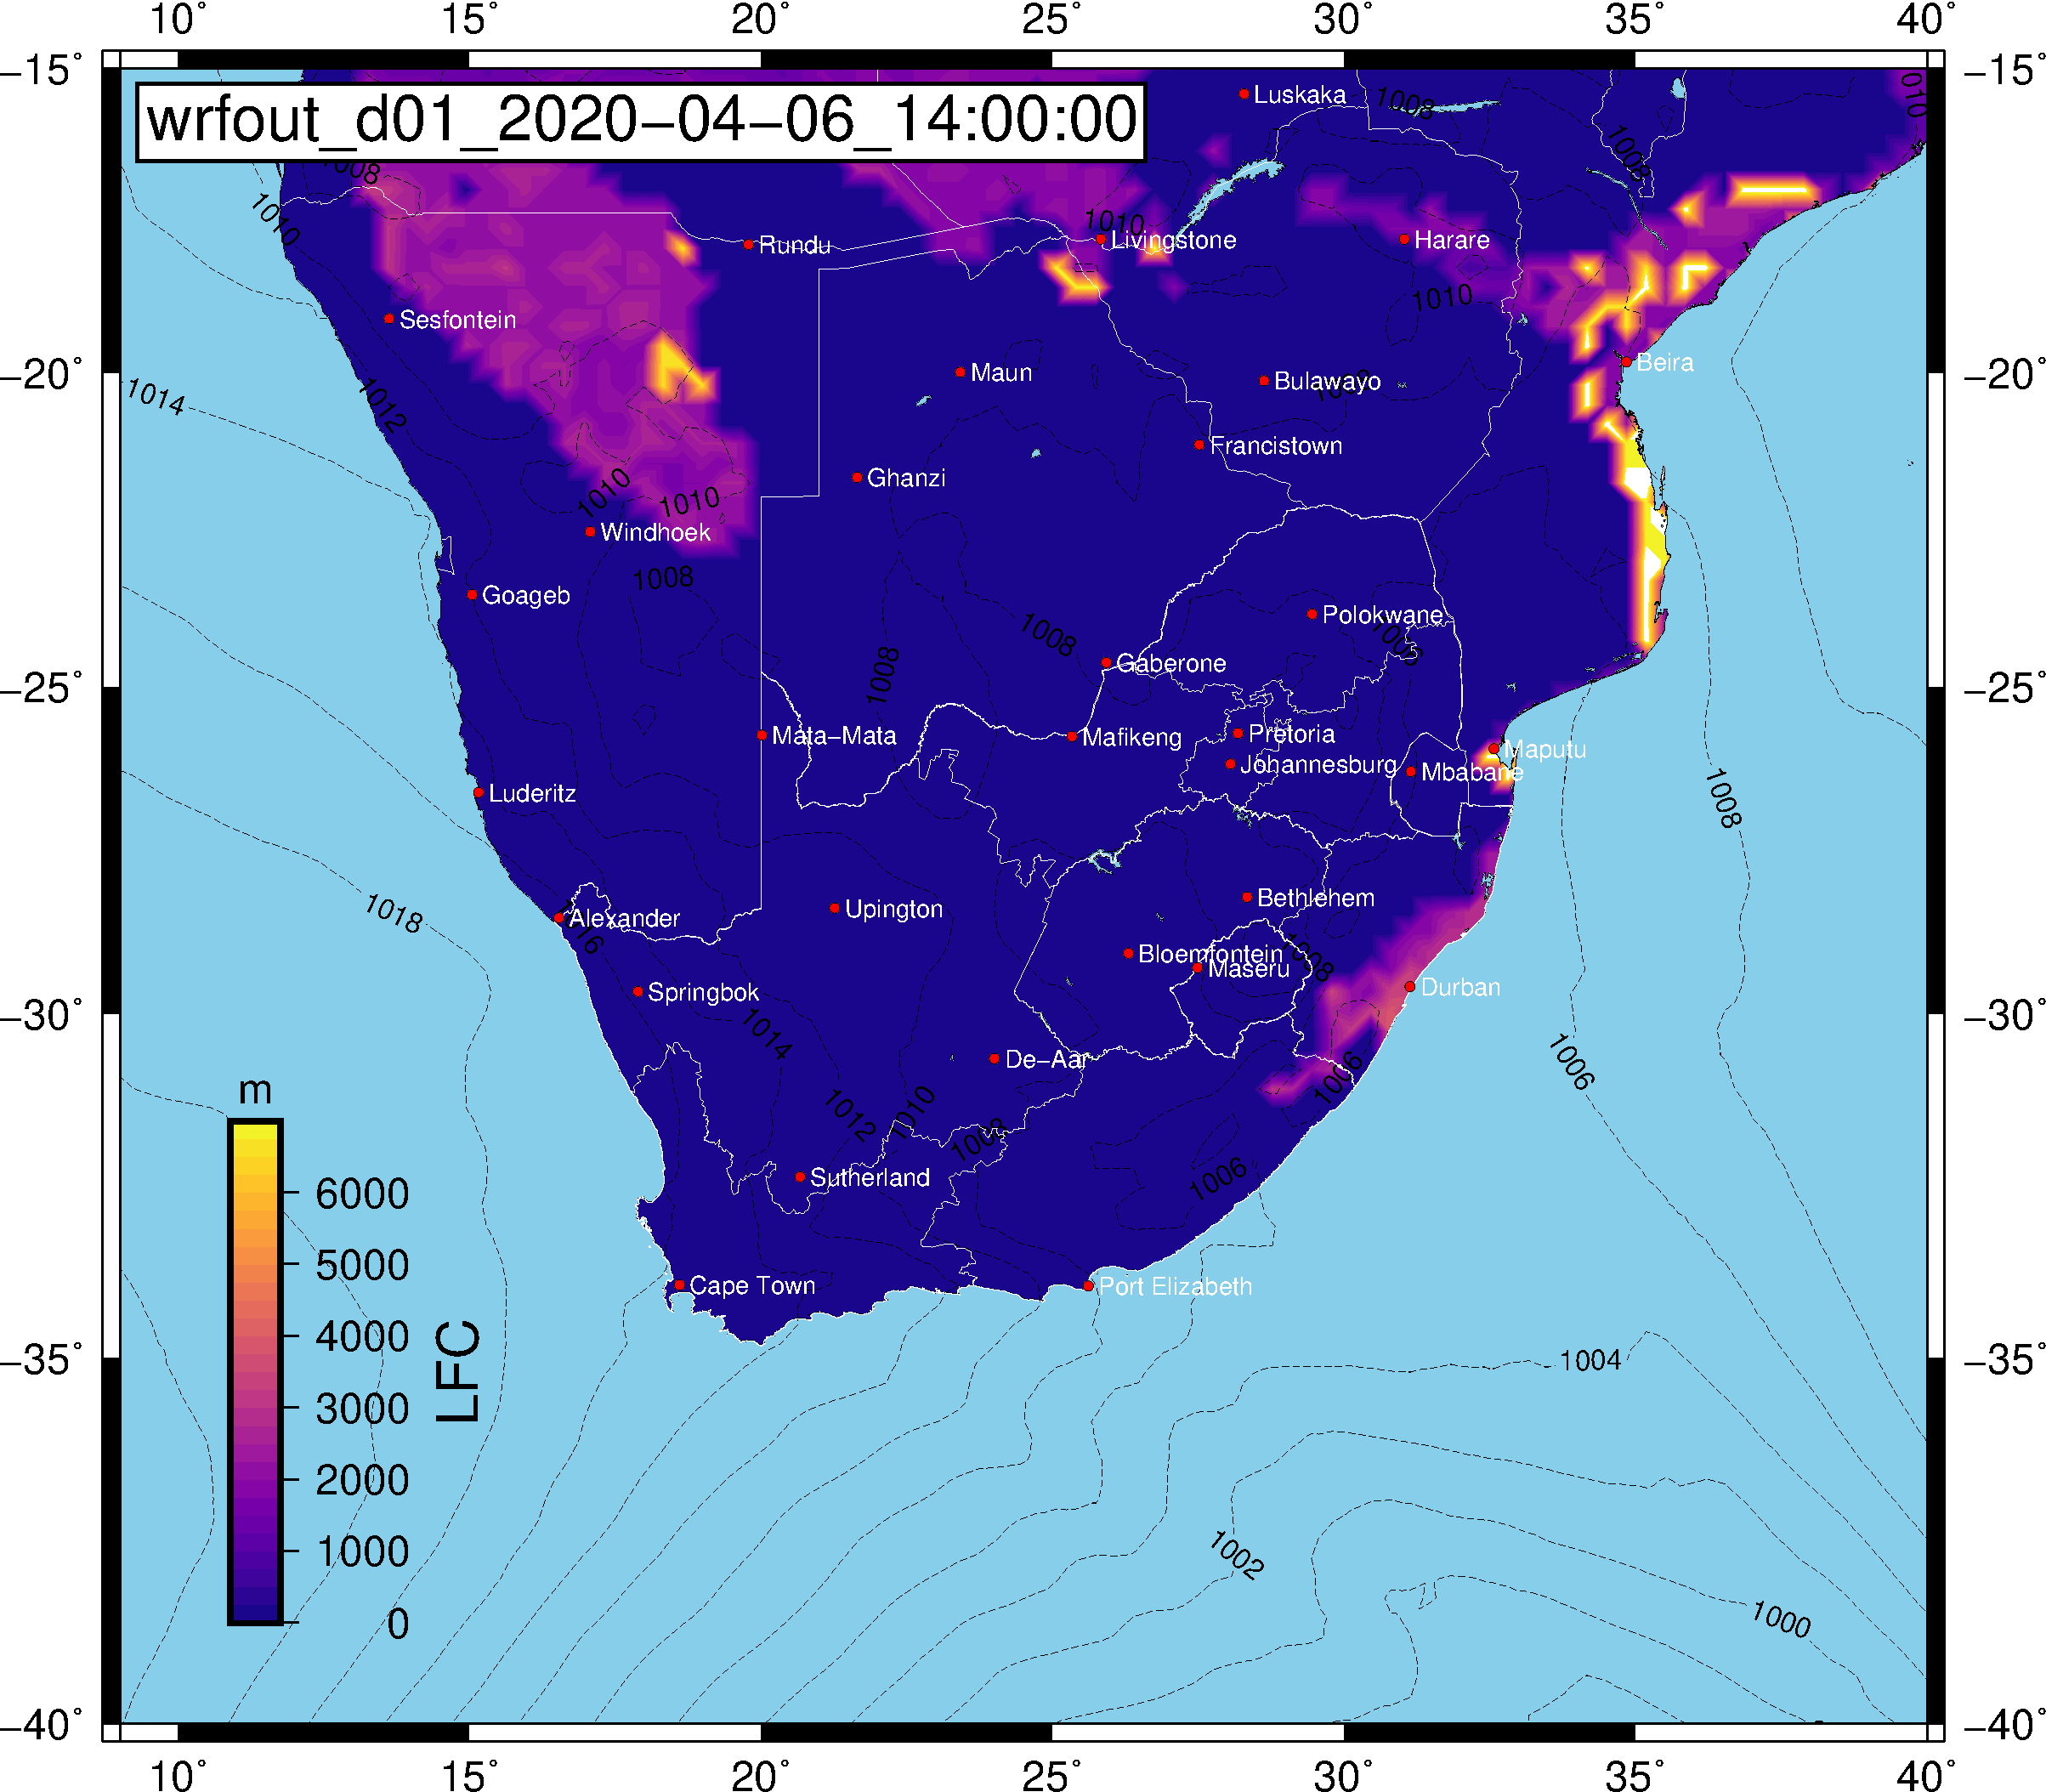 10° 15° 20° 25° 30° 35° 40°
−15° −15°
wrfout_d01_2020−04−06_14:00:00
Luskaka
1008
1008
1008
010
1010
1010
Rundu
Livingstone
Harare
1010
Sesfontein
Beira
−20° −20°
1014
1012
Maun
Bulawayo
Francistown
Ghanzi
1010
1010
Windhoek
1008
Goageb
Polokwane
1008
1008
Gaberone
−25° −25°
Mata−Mata
Mafikeng
Pretoria
Maputu
Johannesburg
Mbabane
Luderitz
1008
1018
Alexander
1016
Upington
Bethlehem
Bloemfontein
Maseru
1008
Springbok
Durban
−30° −30°
1014
De−Aar
1006
1006
m
1012
1010
1008
Sutherland
1006
6000
5000
4000
3000
2000
1000
0
LFC
Cape Town
Port Elizabeth
−35° −35°
1004
1002
1000
−40° −40°
10° 15° 20° 25° 30° 35° 40°